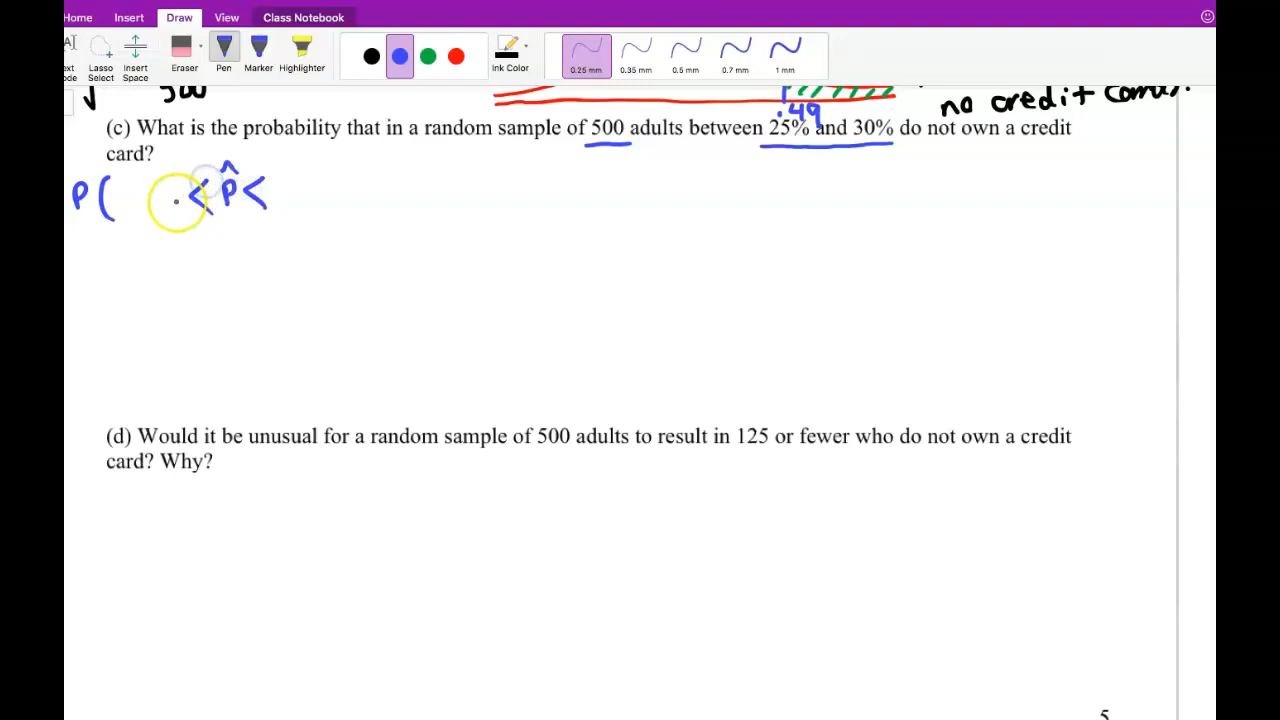 Home Insert Draw View Class Notebook
Eraser Pen Marker Highlighter Ink Color
Lasso Select
Insert Space
0.25 mm 0.35 mm 0.5 mm 0.7 mm 1 mm
500
.49
no credit
(c) What is the probability that in a random sample of 500 adults between 25% and 30% do not own a credit
card?
P( < p̂ <
(d) Would it be unusual for a random sample of 500 adults to result in 125 or fewer who do not own a credit
card? Why?
5